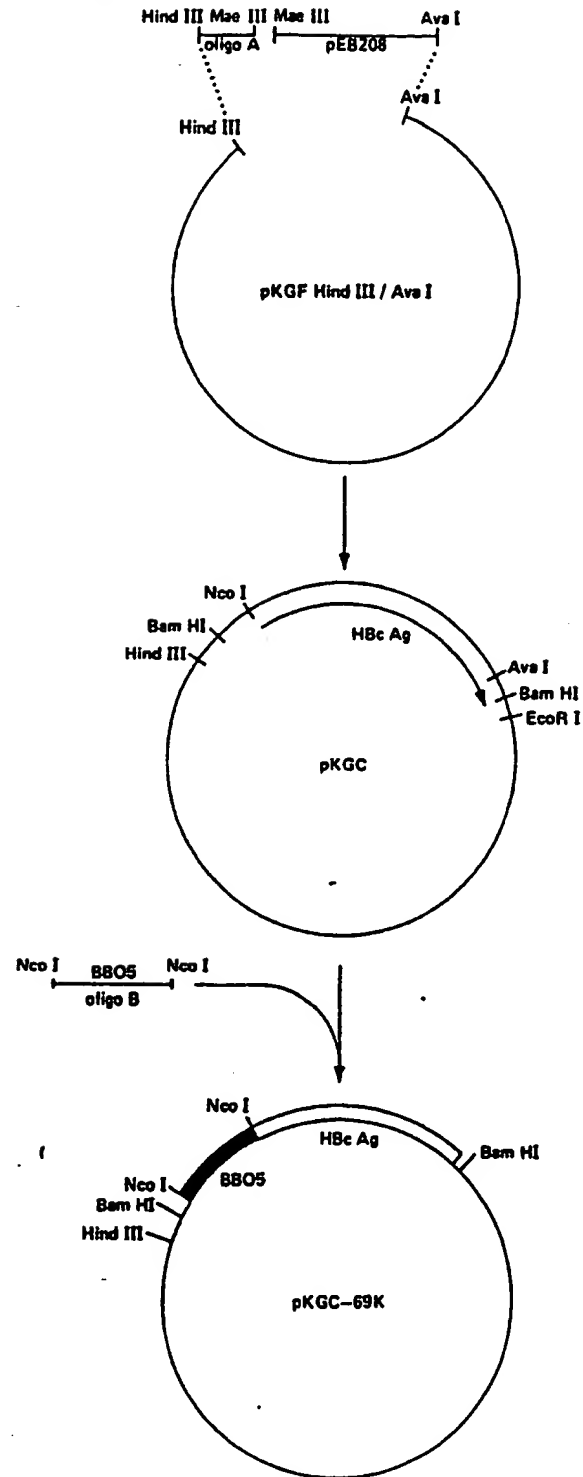 Hind III Mae III Mae III Ava I
oligo A pEB208
Ava I
Hind III
pKGF Hind III / Ava I
Nco I
Bam HI
Hind III
HBc Ag
Ava I
Bam HI
EcoR I
pKGC
Nco I BBO5 Nco I
oligo B
Nco I
HBc Ag
Bam HI
Nco I
BBO5
Bam HI
Hind III
pKGC-69K